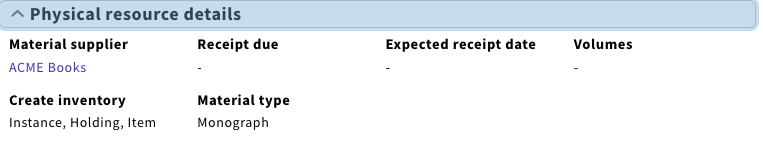 Physical resource details
Material supplier Receipt due Expected receipt date Volumes
ACME Books - - -
Create inventory Material type
Instance, Holding, Item Monograph